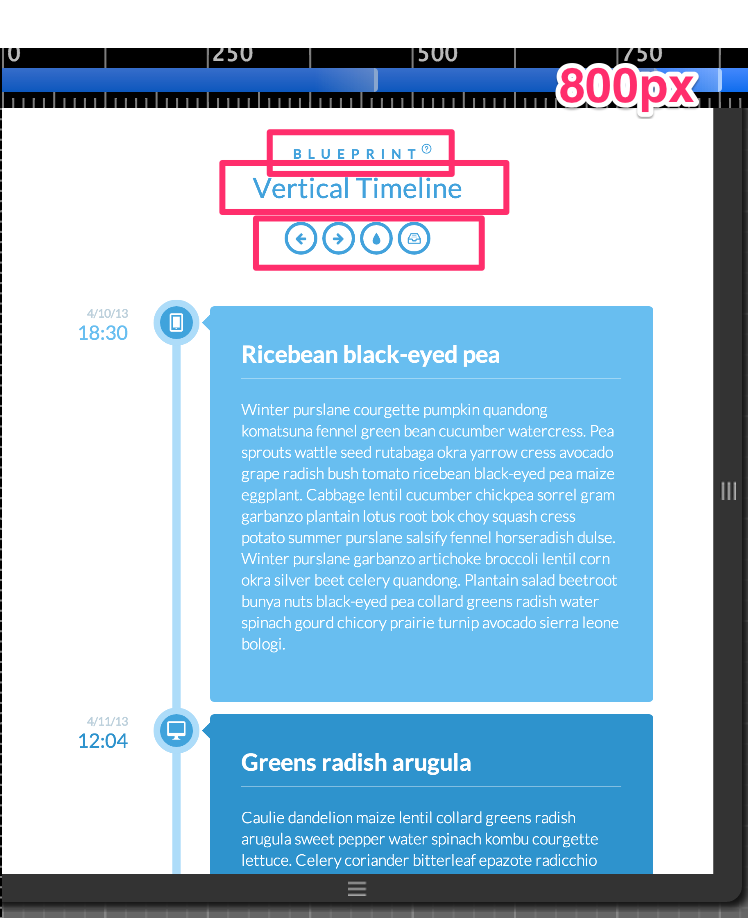 0 250 500 750
800px
BLUEPRINT ?
Vertical Timeline
4/10/13
18:30
Ricebean black-eyed pea
Winter purslane courgette pumpkin quandong
komatsuna fennel green bean cucumber watercress. Pea
sprouts wattle seed rutabaga okra yarrow cress avocado
grape radish bush tomato ricebean black-eyed pea maize
eggplant. Cabbage lentil cucumber chickpea sorrel gram
garbanzo plantain lotus root bok choy squash cress
potato summer purslane salsify fennel horseradish dulse.
Winter purslane garbanzo artichoke broccoli lentil corn
okra silver beet celery quandong. Plantain salad beetroot
bunya nuts black-eyed pea collard greens radish water
spinach gourd chicory prairie turnip avocado sierra leone
bologi.
4/11/13
12:04
Greens radish arugula
Caulie dandelion maize lentil collard greens radish
arugula sweet pepper water spinach kombu courgette
lettuce. Celery coriander bitterleaf epazote radicchio